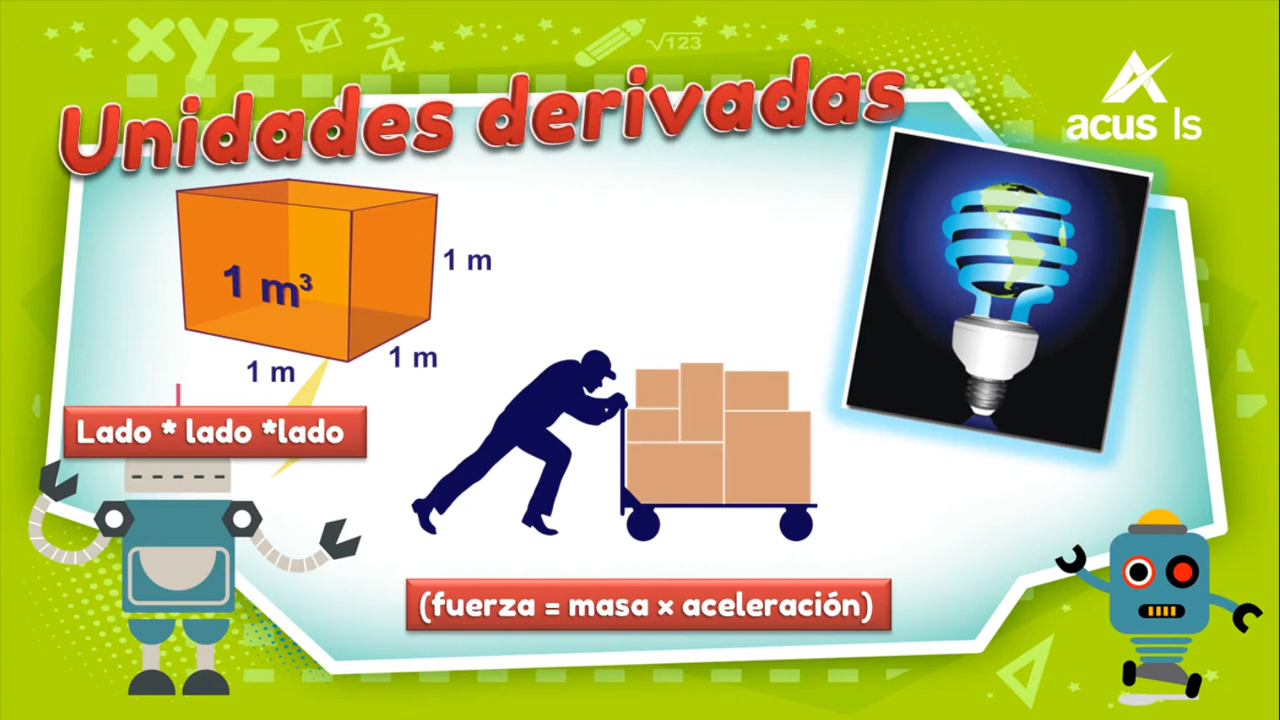 xyz
3
4
√123
Unidades derivadas
acus ls
1 m³
1 m
1 m
1 m
Lado * lado *lado
(fuerza = masa x aceleración)